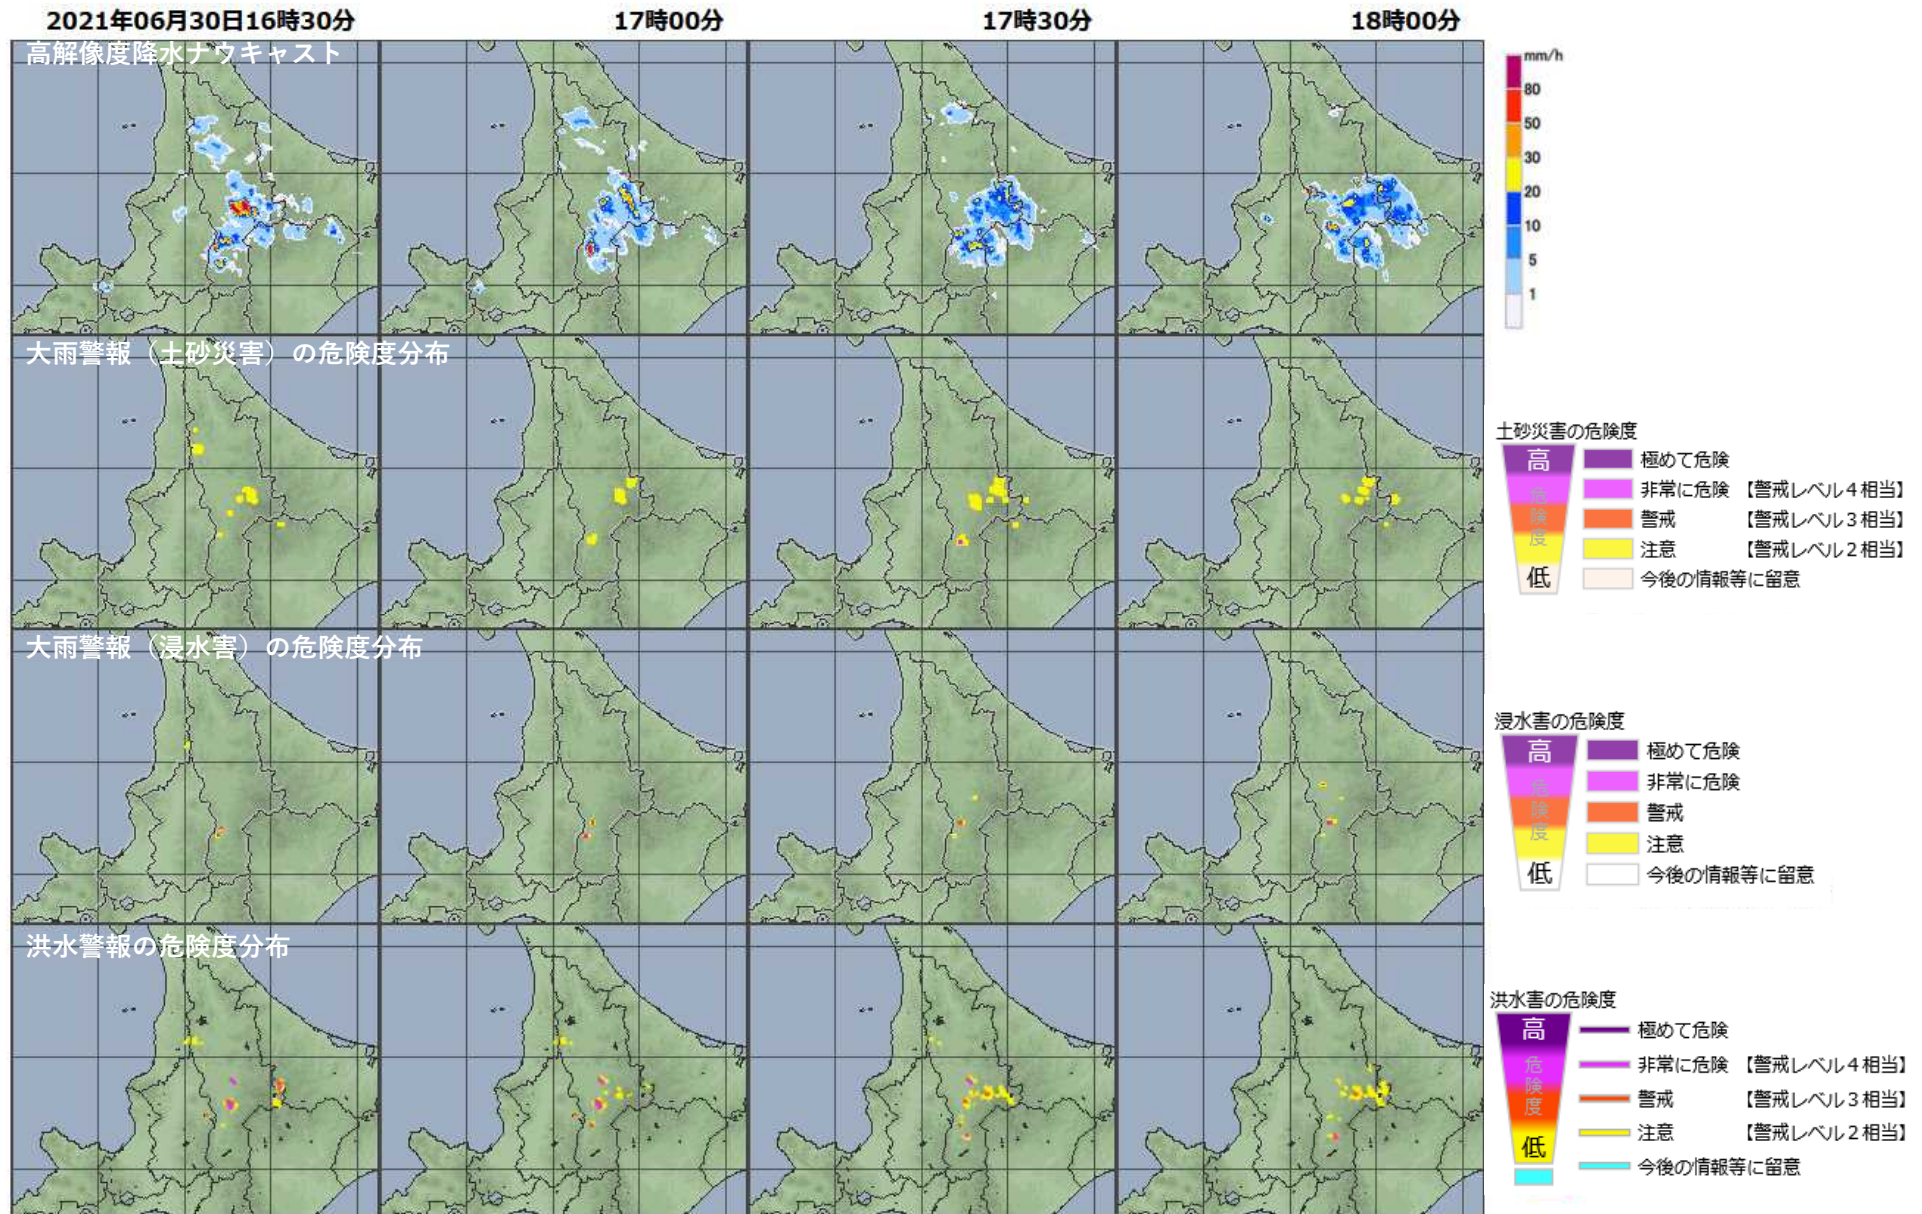 2021年06月30日16時30分
17時00分
17時30分
18時00分
高解像度降水ナウキャスト
mm/h
80
50
30
20
10
5
1
大雨警報（土砂災害）の危険度分布
土砂災害の危険度
高
危
険
度
低
極めて危険
非常に危険 【警戒レベル４相当】
警戒 【警戒レベル３相当】
注意 【警戒レベル２相当】
今後の情報等に留意
大雨警報（浸水害）の危険度分布
浸水害の危険度
高
危
険
度
低
極めて危険
非常に危険
警戒
注意
今後の情報等に留意
洪水警報の危険度分布
洪水害の危険度
高
危
険
度
低
極めて危険
非常に危険 【警戒レベル４相当】
警戒 【警戒レベル３相当】
注意 【警戒レベル２相当】
今後の情報等に留意